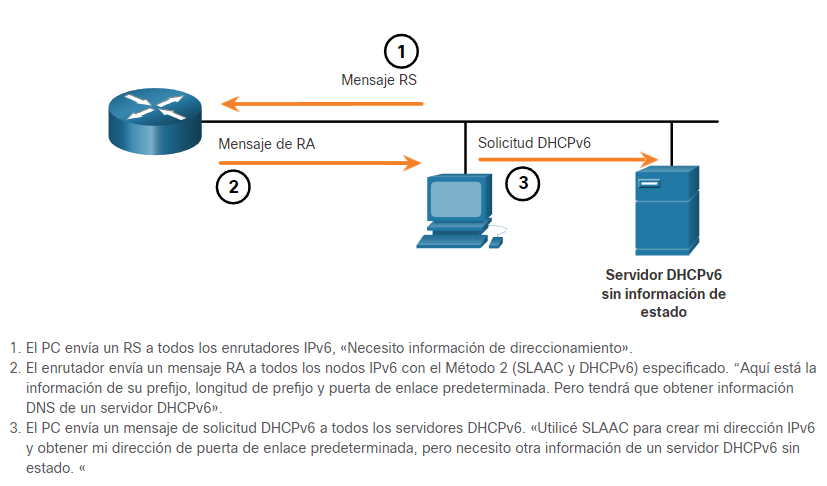 1
Mensaje RS
Mensaje de RA
Solicitud DHCPv6
2
3
Servidor DHCPv6
sin información de
estado
1. El PC envía un RS a todos los enrutadores IPv6, «Necesito información de direccionamiento».
2. El enrutador envía un mensaje RA a todos los nodos IPv6 con el Método 2 (SLAAC y DHCPv6) especificado. “Aquí está la
información de su prefijo, longitud de prefijo y puerta de enlace predeterminada. Pero tendrá que obtener información
DNS de un servidor DHCPv6».
3. El PC envía un mensaje de solicitud DHCPv6 a todos los servidores DHCPv6. «Utilicé SLAAC para crear mi dirección IPv6
y obtener mi dirección de puerta de enlace predeterminada, pero necesito otra información de un servidor DHCPv6 sin
estado. «